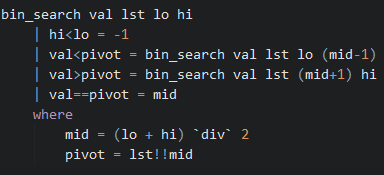 bin_search val lst lo hi
    | hi<lo = -1
    | val<pivot = bin_search val lst lo (mid-1)
    | val>pivot = bin_search val lst (mid+1) hi
    | val==pivot = mid
    where
        mid = (lo + hi) `div` 2
        pivot = lst!!mid